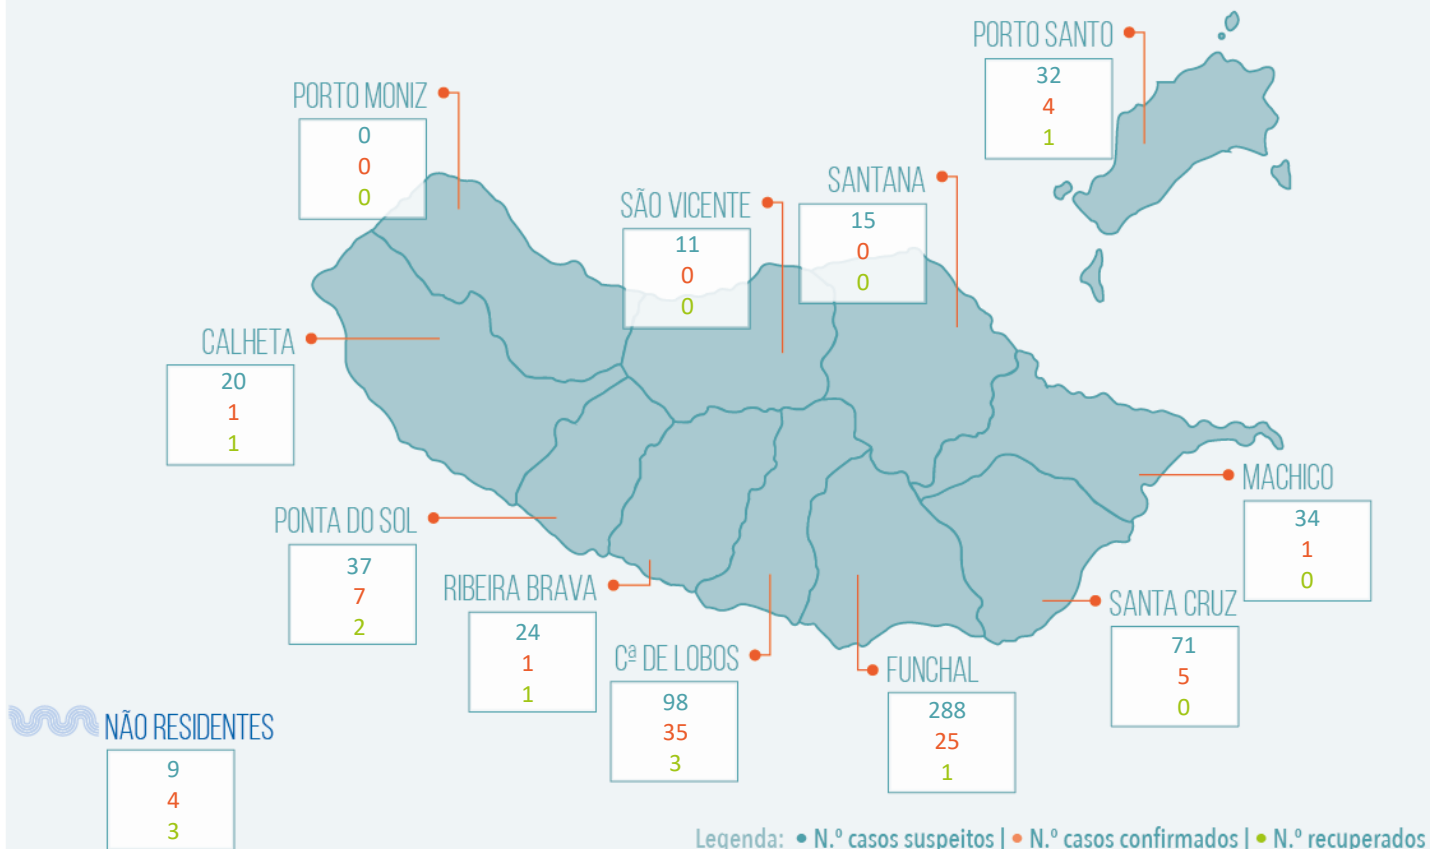 PORTO SANTO
32
4
1
PORTO MONIZ
0
0
0
SANTANA
15
0
0
SÃO VICENTE
11
0
0
CALHETA
20
1
1
MACHICO
34
1
0
PONTA DO SOL
37
7
2
RIBEIRA BRAVA
24
1
1
SANTA CRUZ
71
5
0
Cª DE LOBOS
98
35
3
FUNCHAL
288
25
1
NÃO RESIDENTES
9
4
3
Legenda: • N.º casos suspeitos | • N.º casos confirmados | • N.º recuperados